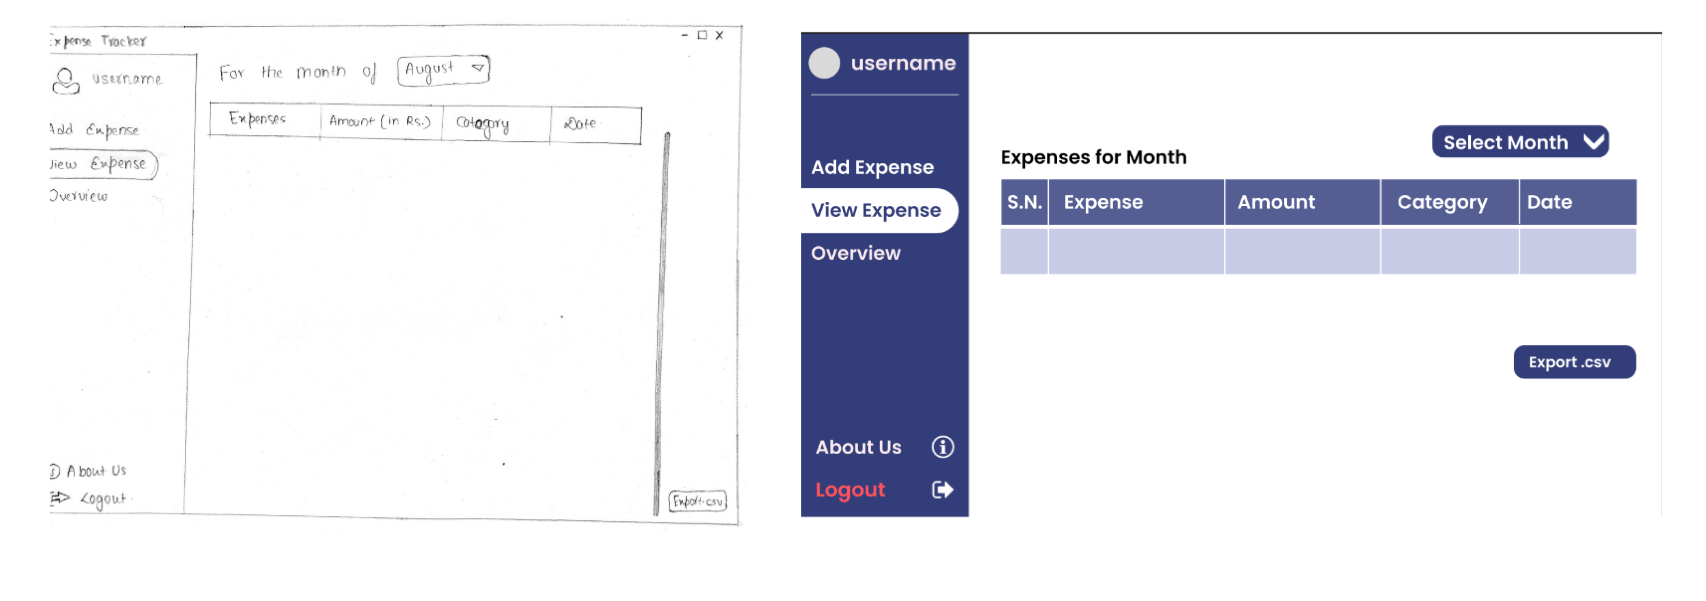 Expense Tracker
- □ X
username
For the month of August
Expenses Amount (in Rs.) Category Date
Add Expense
View Expense
Overview
About Us
Logout
Export.csv
username
Add Expense
View Expense
Overview
About Us
Logout
Select Month
Expenses for Month
S.N. Expense Amount Category Date
Export .csv